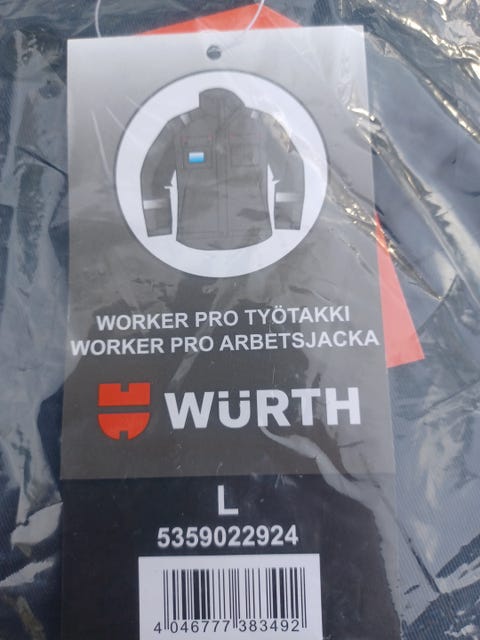 WORKER PRO TYÖTAKKI
WORKER PRO ARBETSJACKA
WÜRTH
L
5359022924
4 046777 383492